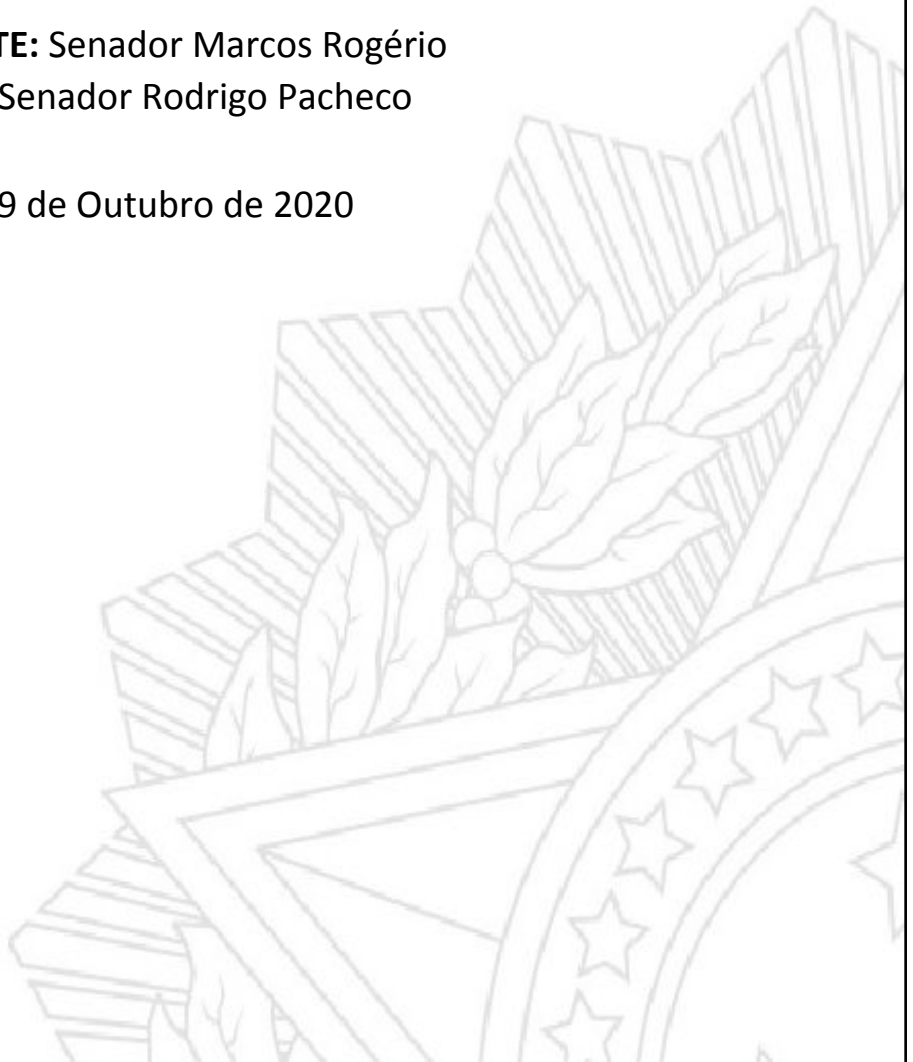 TE: Senador Marcos Rogério
Senador Rodrigo Pacheco
9 de Outubro de 2020